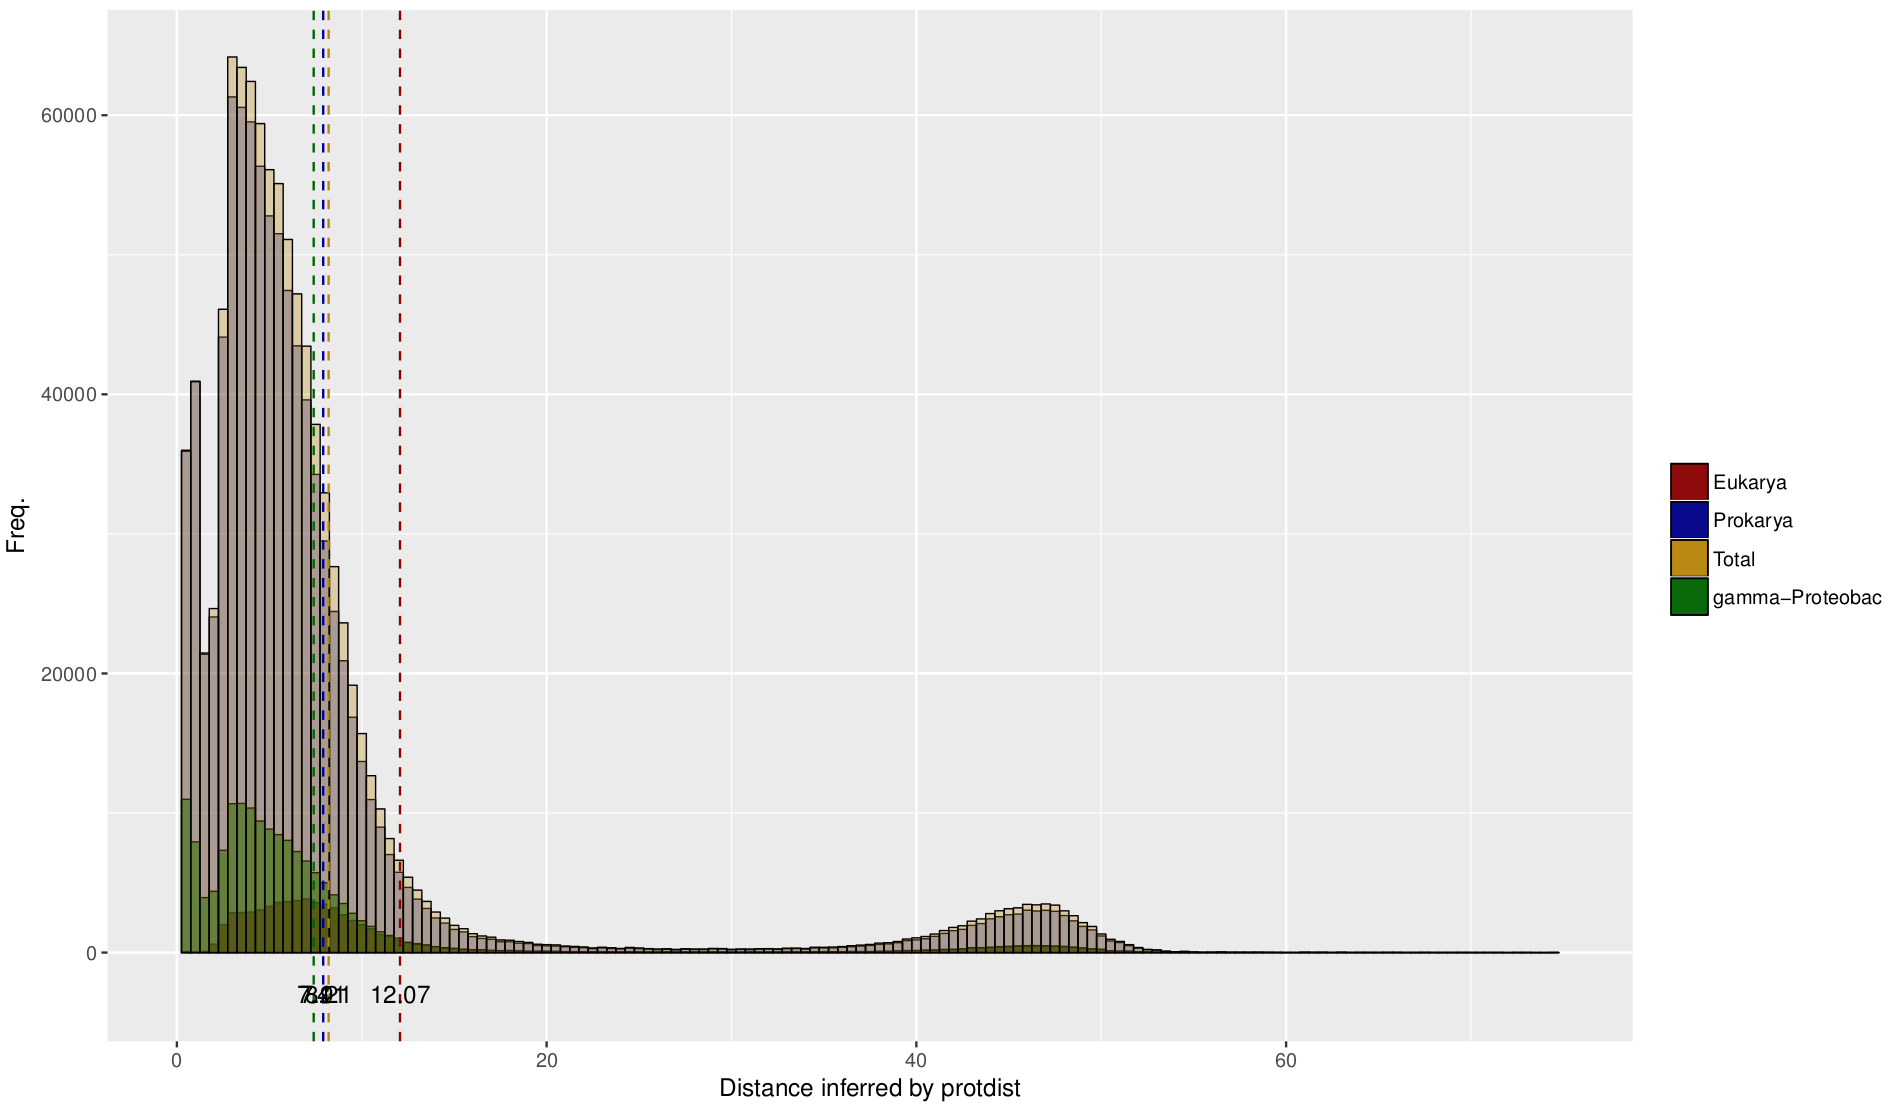 Freq.
60000
40000
20000
0
12.07
0 20 40 60
Distance inferred by protdist
Eukarya
Prokarya
Total
gamma−Proteobac